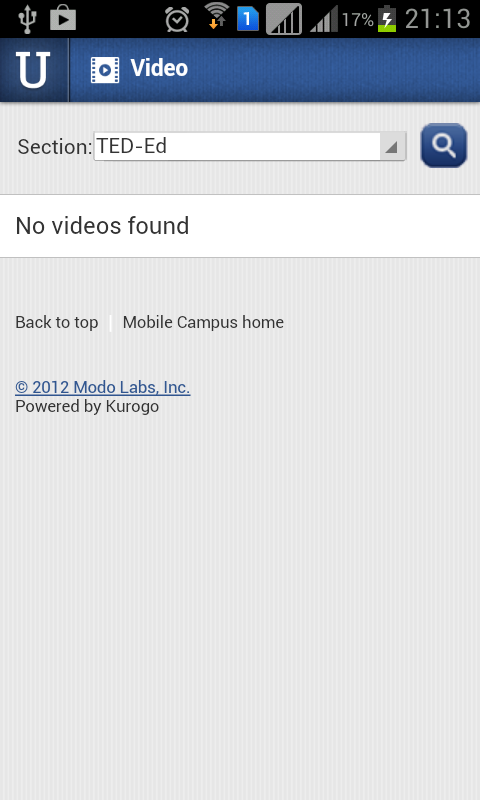 1 17% 21:13
U Video
Section: TED-Ed
No videos found
Back to top | Mobile Campus home
© 2012 Modo Labs, Inc.
Powered by Kurogo